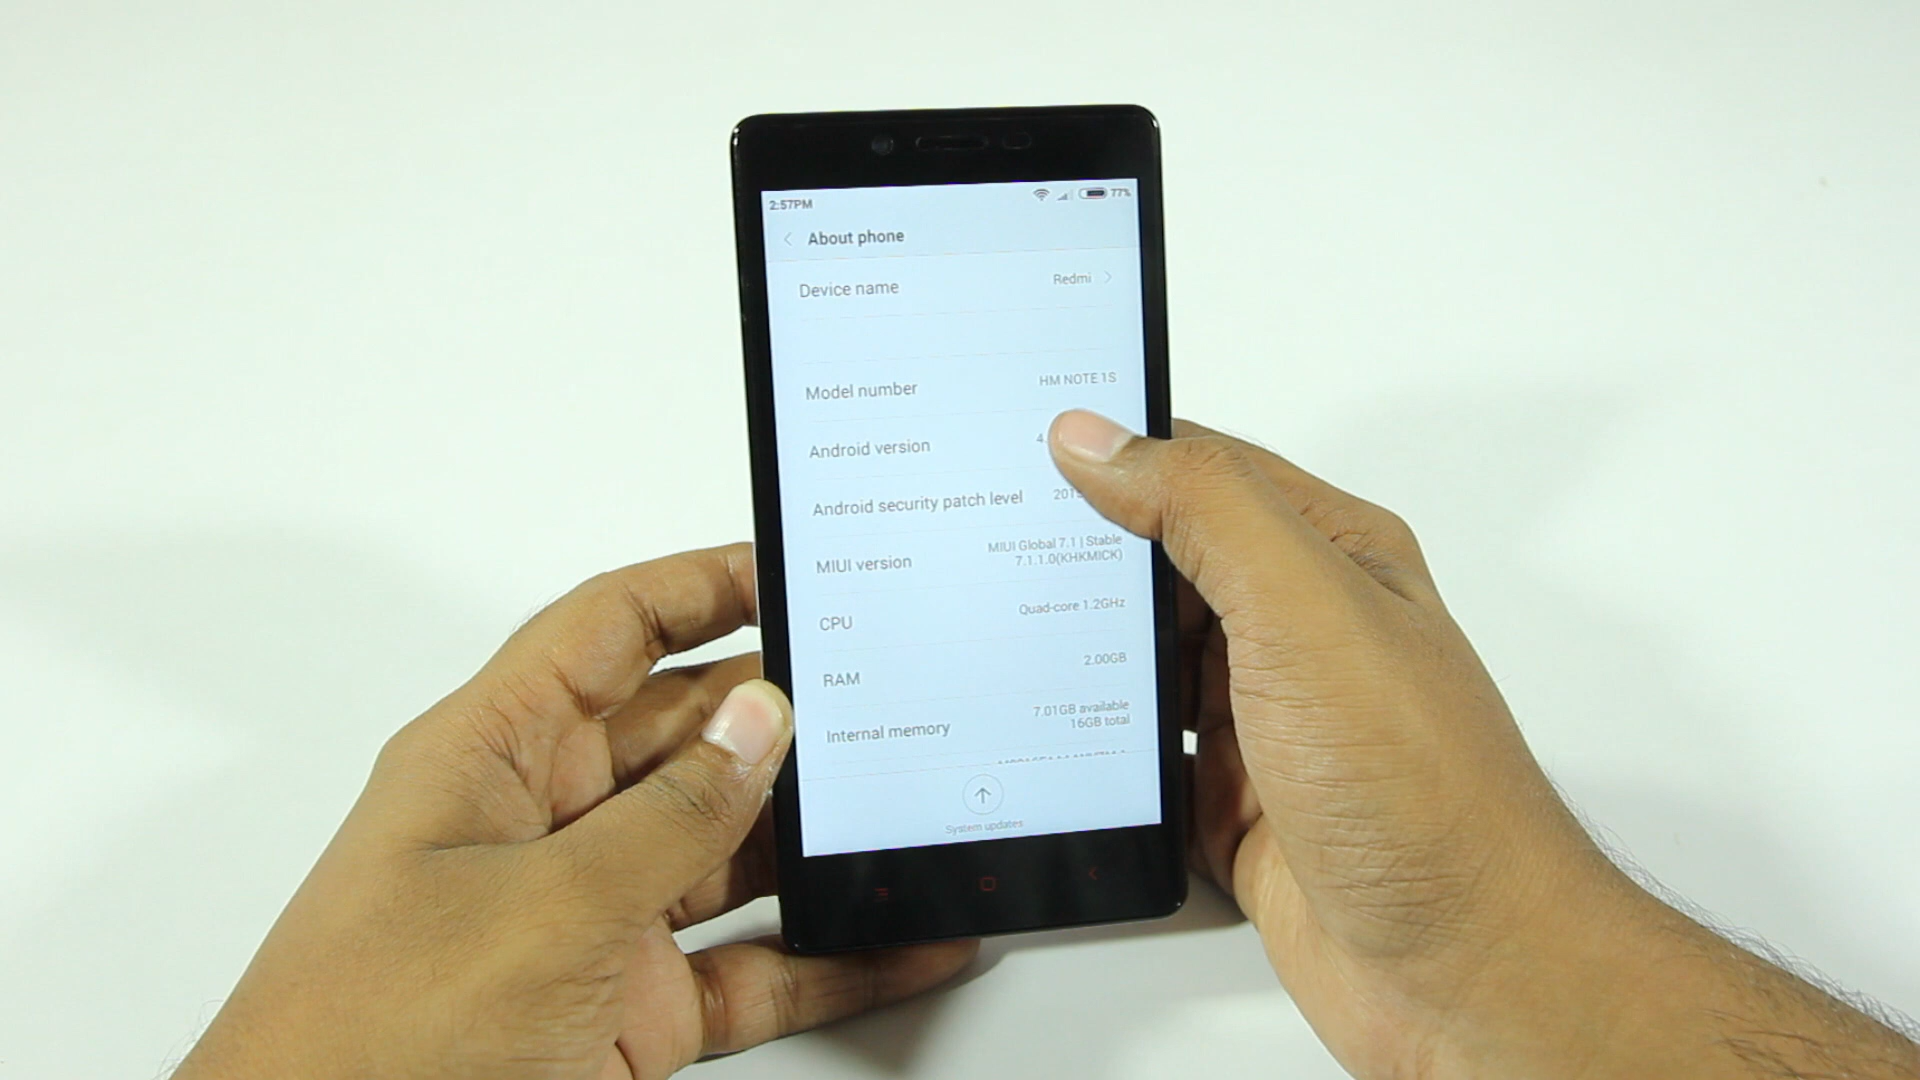 2:57PM 77%
About phone
Device name Redmi
Model number HM NOTE 1S
Android version 4.
Android security patch level 201
MIUI version MIUI Global 7.1 | Stable
7.1.1.0(KHKMICK)
CPU Quad-core 1.2GHz
RAM 2.00GB
Internal memory 7.01GB available
16GB total
System updates